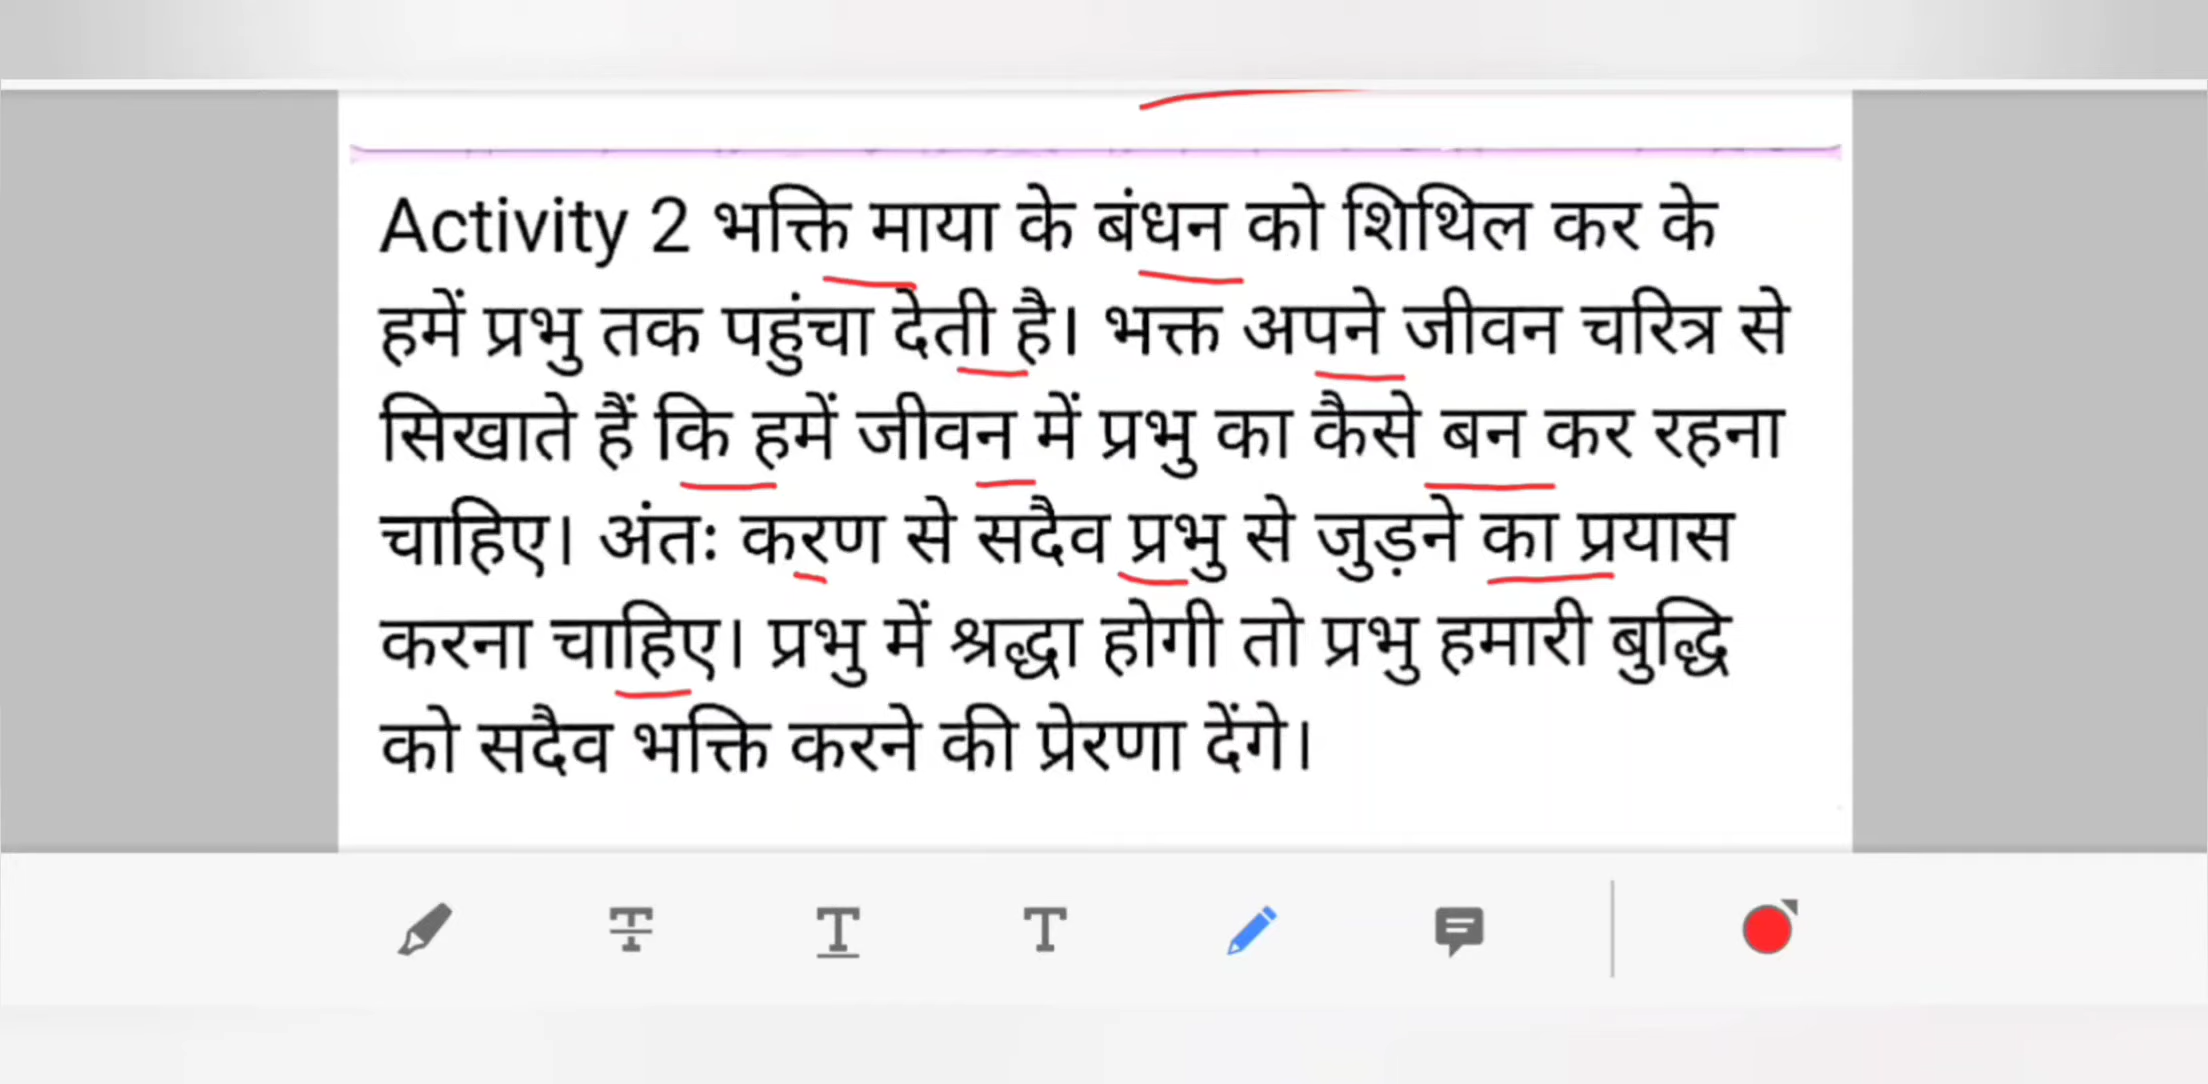 Activity 2 भक्ति माया के बंधन को शिथिल कर के
हमें प्रभु तक पहुंचा देती है। भक्त अपने जीवन चरित्र से
सिखाते हैं कि हमें जीवन में प्रभु का कैसे बन कर रहना
चाहिए। अंतः करण से सदैव प्रभु से जुड़ने का प्रयास
करना चाहिए। प्रभु में श्रद्धा होगी तो प्रभु हमारी बुद्धि
को सदैव भक्ति करने की प्रेरणा देंगे।